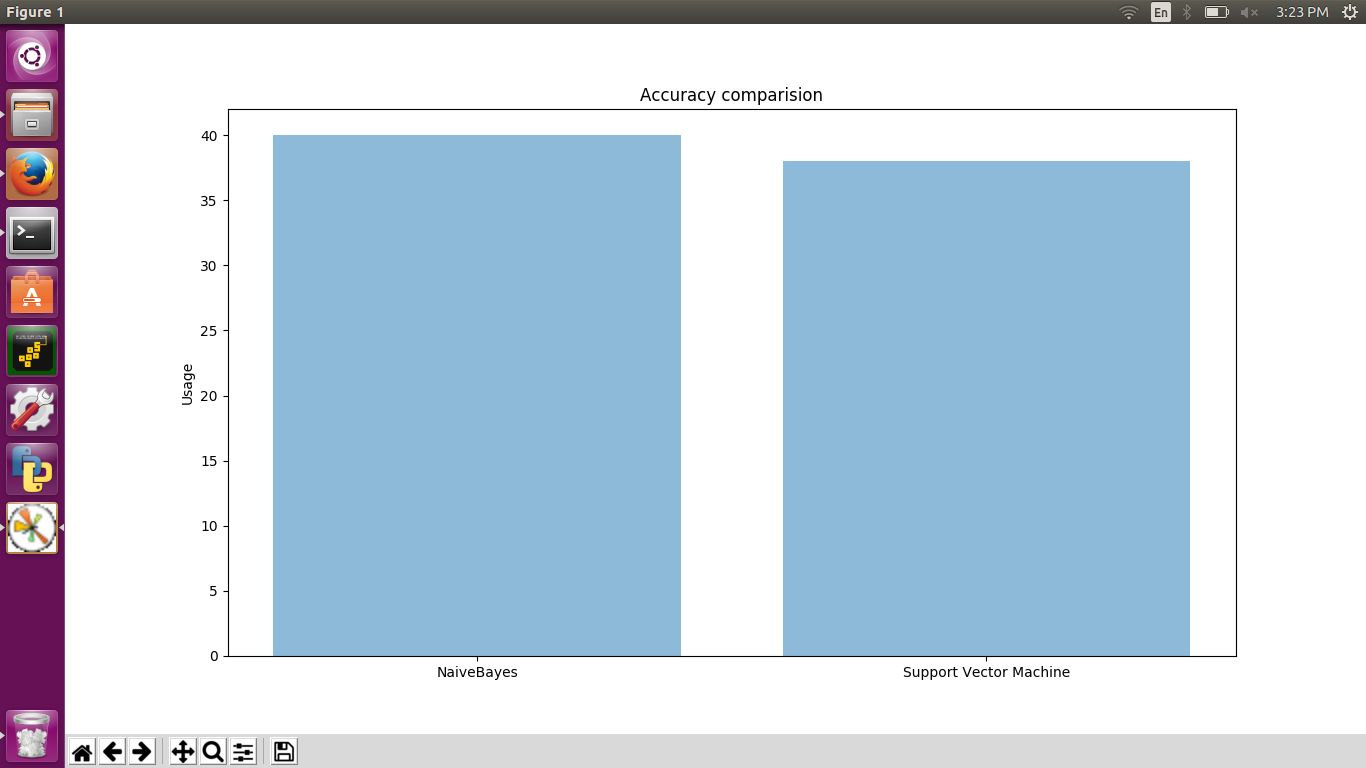 Figure 1
En
3:23 PM
Accuracy comparision
40
35
30
25
20
15
10
5
0
Usage
NaiveBayes
Support Vector Machine